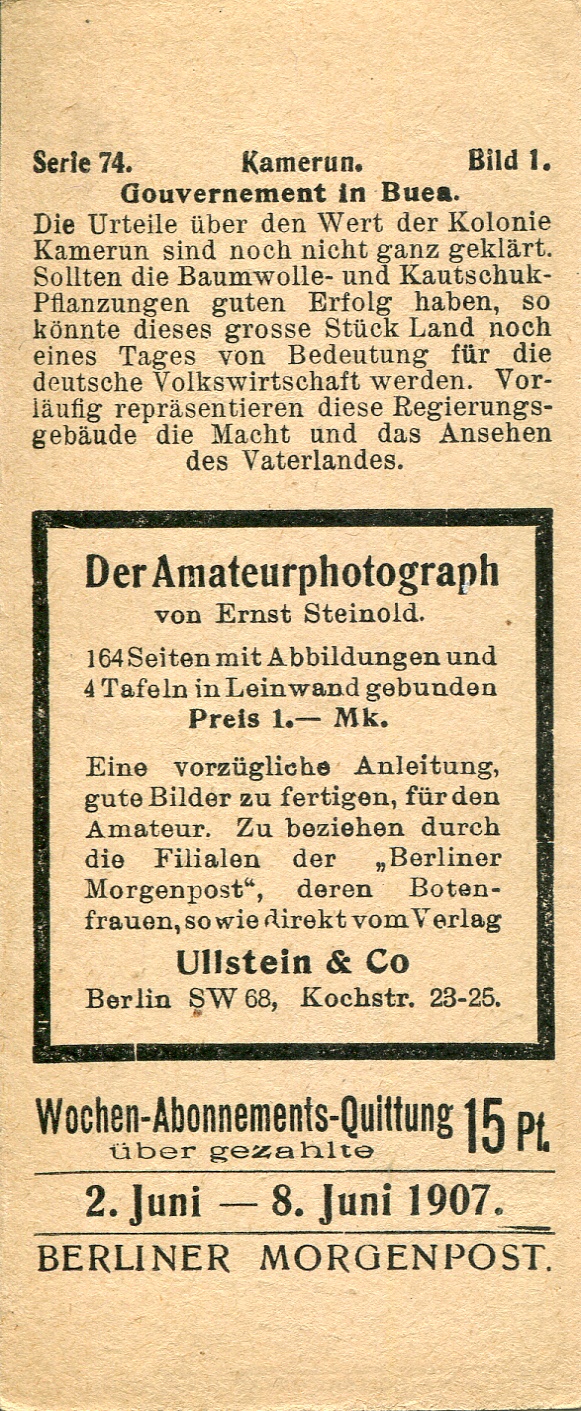 Serie 74. Kamerun. Bild 1.
Gouvernement in Buea.
Die Urteile über den Wert der Kolonie
Kamerun sind noch nicht ganz geklärt.
Sollten die Baumwolle- und Kautschuk-
Pflanzungen guten Erfolg haben, so
könnte dieses grosse Stück Land noch
eines Tages von Bedeutung für die
deutsche Volkswirtschaft werden. Vor-
läufig repräsentieren diese Regierungs-
gebäude die Macht und das Ansehen
des Vaterlandes.
Der Amateurphotograph
von Ernst Steinold.
164 Seiten mit Abbildungen und
4 Tafeln in Leinwand gebunden
Preis 1.— Mk.
Eine vorzügliche Anleitung,
gute Bilder zu fertigen, für den
Amateur. Zu beziehen durch
die Filialen der „Berliner
Morgenpost“, deren Boten-
frauen, sowie direkt vom Verlag
Ullstein & Co
Berlin SW 68, Kochstr. 23-25.
Wochen-Abonnements-Quittung 15 Pf.
über gezahlte
2. Juni — 8. Juni 1907.
BERLINER MORGENPOST.